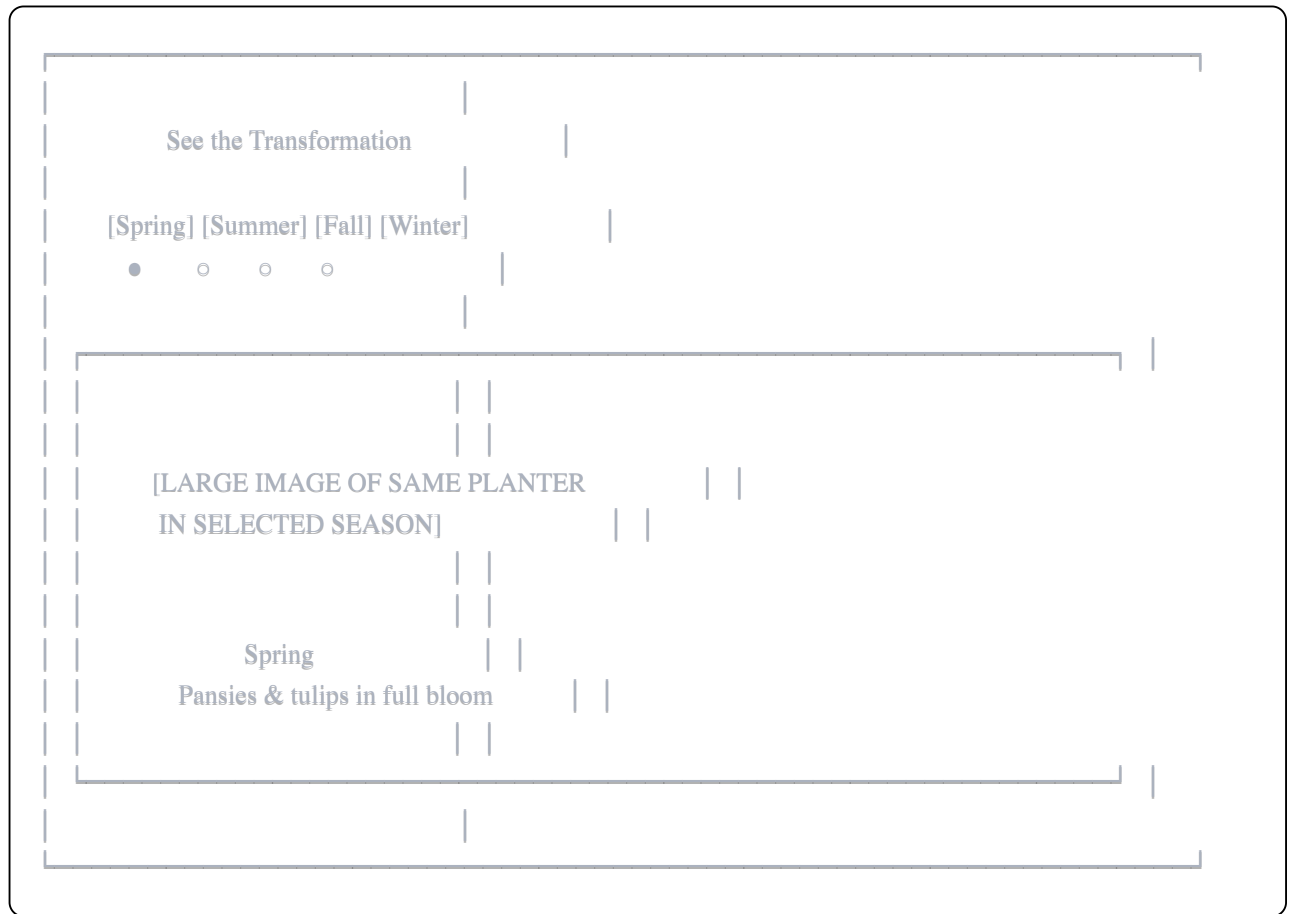 See the Transformation
[Spring] [Summer] [Fall] [Winter]
● ○ ○ ○
[LARGE IMAGE OF SAME PLANTER
IN SELECTED SEASON]
Spring
Pansies & tulips in full bloom